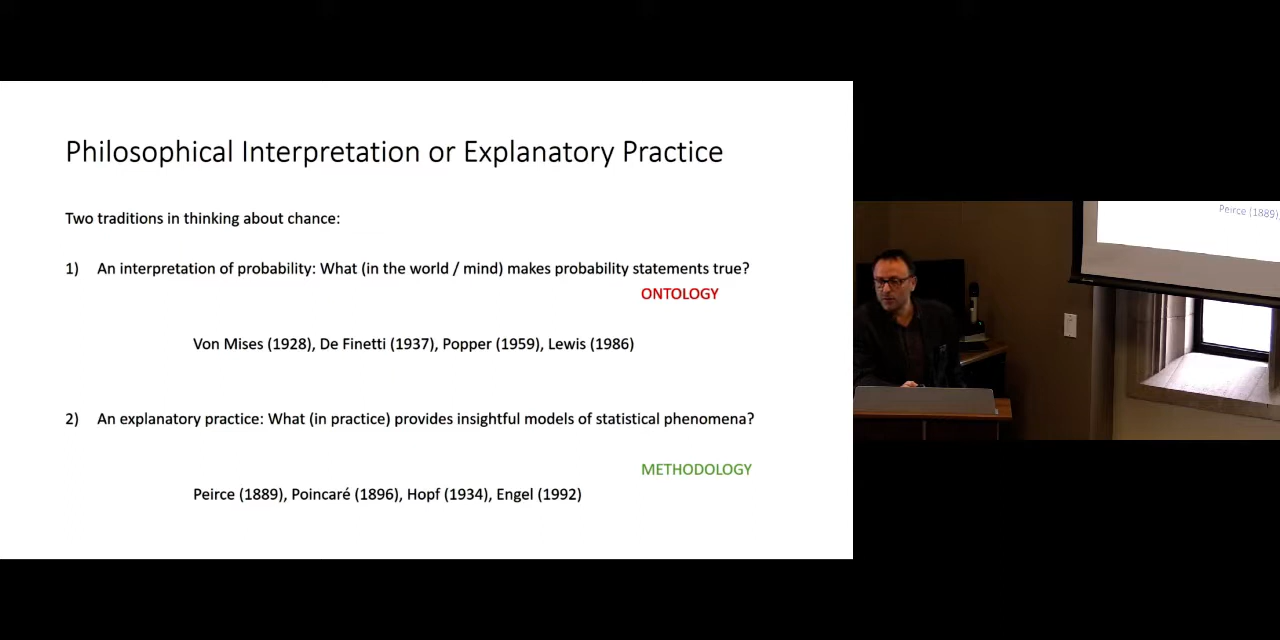 Philosophical Interpretation or Explanatory Practice
Two traditions in thinking about chance:
1) An interpretation of probability: What (in the world / mind) makes probability statements true?
ONTOLOGY
Von Mises (1928), De Finetti (1937), Popper (1959), Lewis (1986)
2) An explanatory practice: What (in practice) provides insightful models of statistical phenomena?
METHODOLOGY
Peirce (1889), Poincaré (1896), Hopf (1934), Engel (1992)
Peirce (1889),